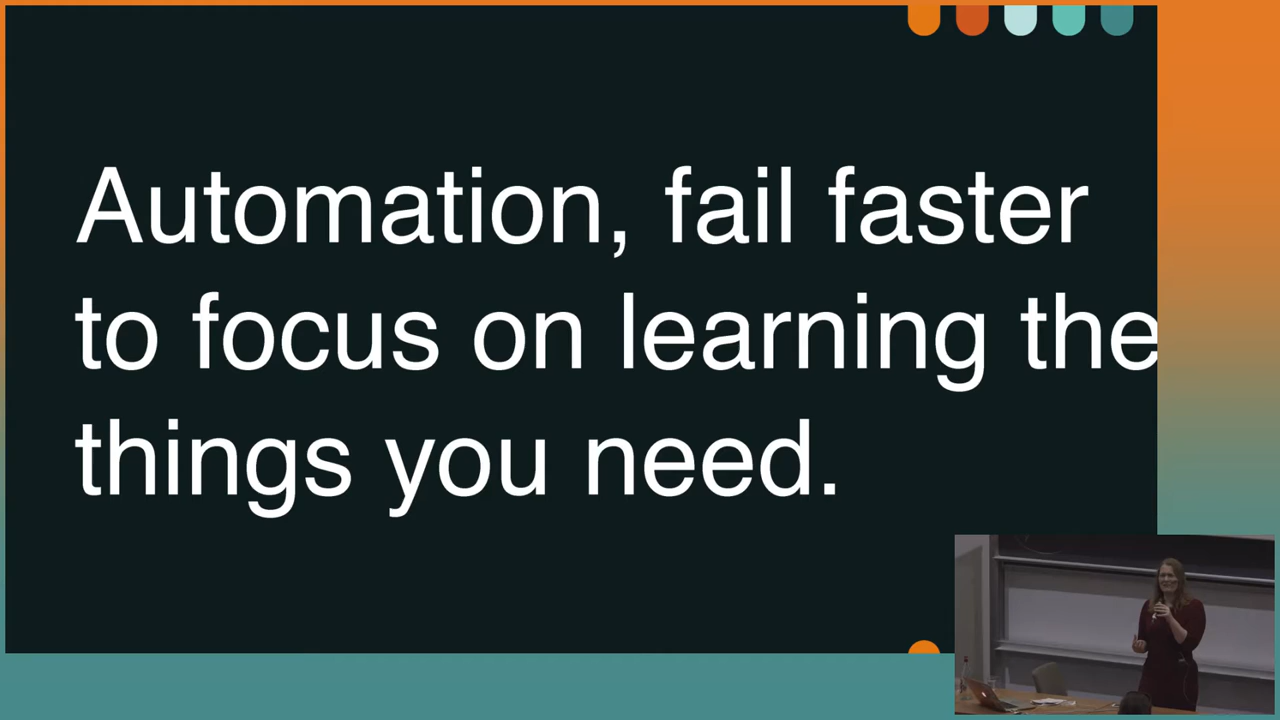 Automation, fail faster
to focus on learning the
things you need.